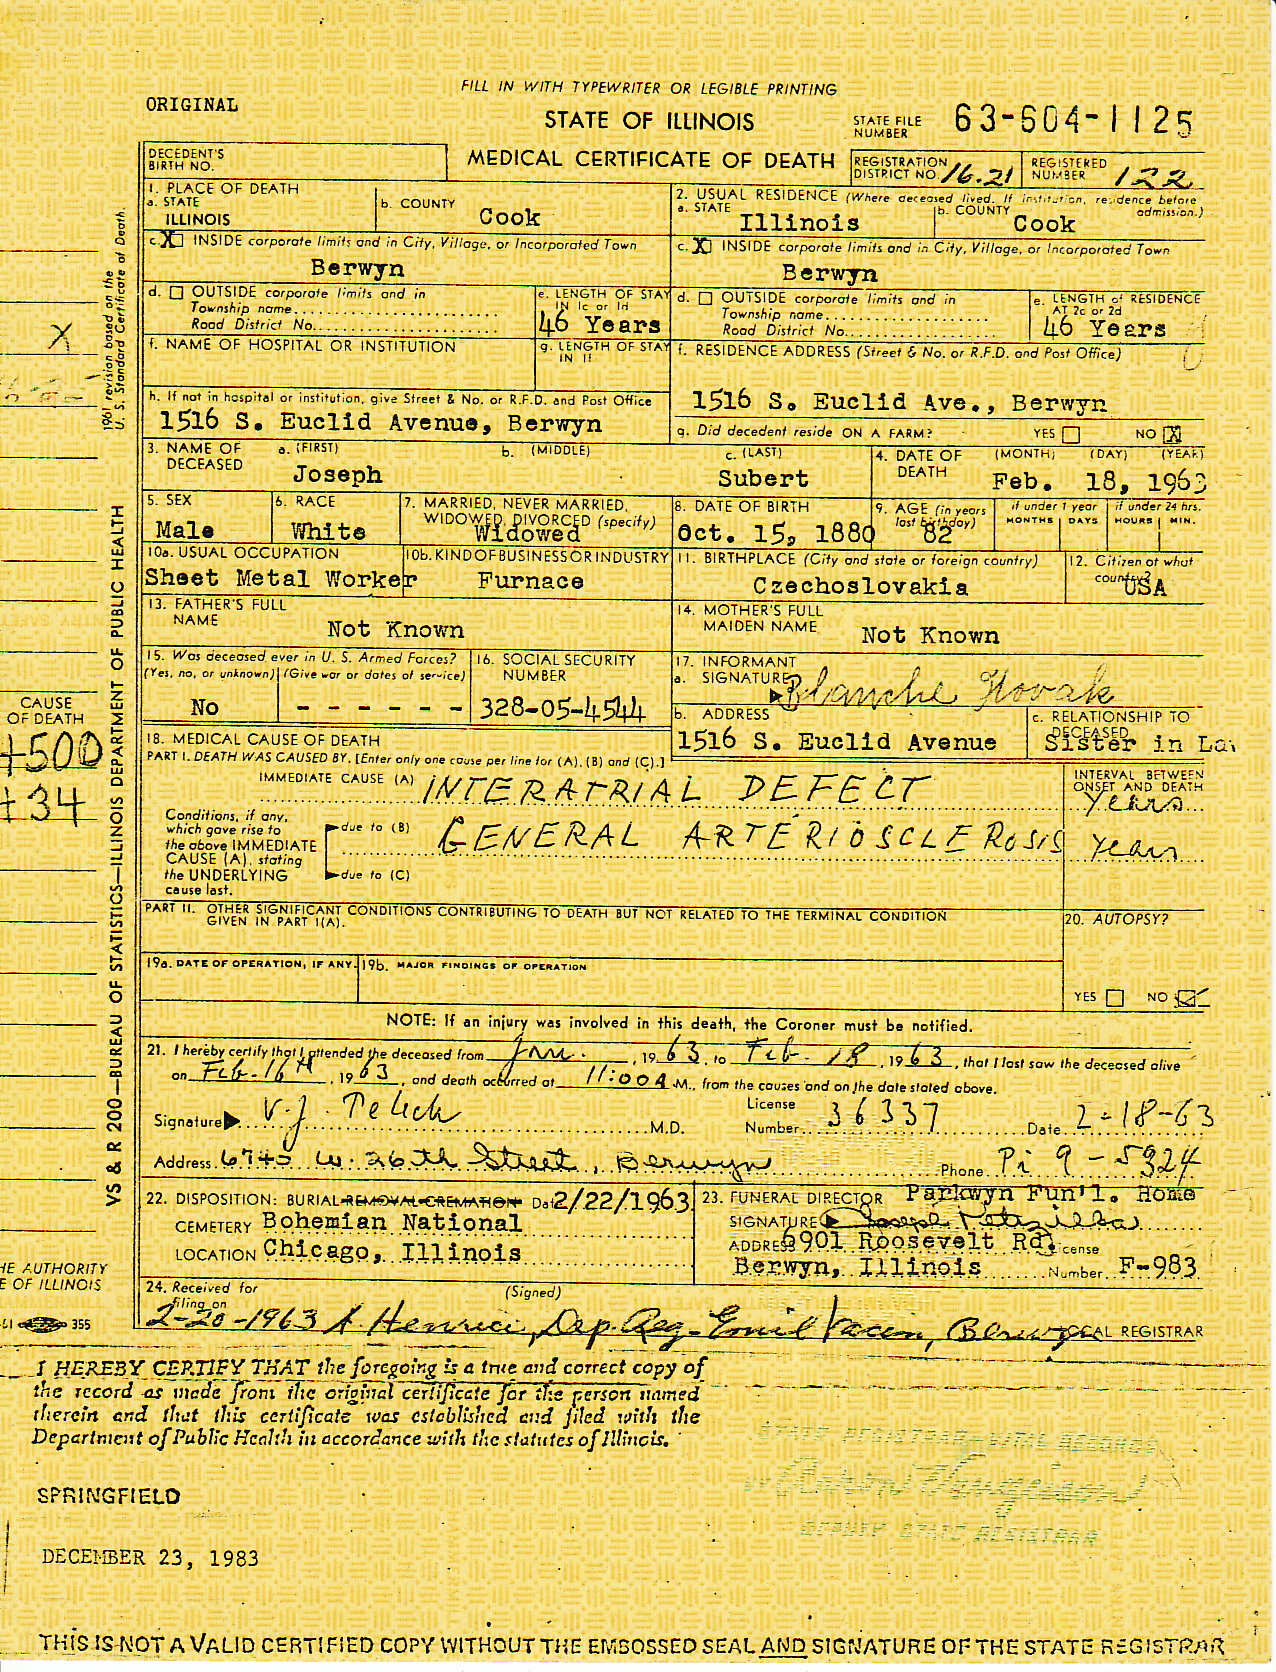 FILL IN WITH TYPEWRITER OR LEGIBLE PRINTING
ORIGINAL
STATE OF ILLINOIS
STATE FILE NUMBER 63-604-1125
DECEDENT'S BIRTH NO.
MEDICAL CERTIFICATE OF DEATH
REGISTRATION DISTRICT NO. 16.21
REGISTERED NUMBER 122
1. PLACE OF DEATH
a. STATE ILLINOIS
b. COUNTY Cook
2. USUAL RESIDENCE (Where deceased lived. If institution, residence before admission.)
a. STATE Illinois
b. COUNTY Cook
c. X INSIDE corporate limits and in City, Village, or Incorporated Town
Berwyn
c. X INSIDE corporate limits and in City, Village, or Incorporated Town
Berwyn
d. OUTSIDE corporate limits and in
Township name
Road District No.
e. LENGTH OF STAY IN 1c or 1d
46 Years
d. OUTSIDE corporate limits and in
Township name
Road District No.
e. LENGTH of RESIDENCE AT 2c or 2d
46 Years
f. NAME OF HOSPITAL OR INSTITUTION
g. LENGTH OF STAY IN 1f
f. RESIDENCE ADDRESS (Street & No. or R.F.D. and Post Office)
1516 S. Euclid Ave., Berwyn
h. If not in hospital or institution, give Street & No. or R.F.D. and Post Office
1516 S. Euclid Avenue, Berwyn
g. Did decedent reside ON A FARM? YES NO X
3. NAME OF DECEASED
a. (FIRST) Joseph
b. (MIDDLE)
c. (LAST) Subert
4. DATE OF DEATH (MONTH) (DAY) (YEAR)
Feb. 18, 1963
5. SEX Male
6. RACE White
7. MARRIED, NEVER MARRIED, WIDOWED, DIVORCED (specify)
Widowed
8. DATE OF BIRTH
Oct. 15, 1880
9. AGE (in years last birthday) 82
if under 1 year MONTHS DAYS
if under 24 hrs. HOURS MIN.
10a. USUAL OCCUPATION
Sheet Metal Worker
10b. KIND OF BUSINESS OR INDUSTRY
Furnace
11. BIRTHPLACE (City and state or foreign country)
Czechoslovakia
12. Citizen of what country? USA
13. FATHER'S FULL NAME
Not Known
14. MOTHER'S FULL MAIDEN NAME
Not Known
15. Was deceased ever in U. S. Armed Forces?
(Yes, no, or unknown) (Give war or dates of service)
No - - - - - -
16. SOCIAL SECURITY NUMBER
328-05-4544
17. INFORMANT
a. SIGNATURE Blanche Novak
b. ADDRESS
1516 S. Euclid Avenue
c. RELATIONSHIP TO DECEASED
Sister in La
18. MEDICAL CAUSE OF DEATH
PART I. DEATH WAS CAUSED BY. [Enter only one cause per line for (A), (B) and (C).]
IMMEDIATE CAUSE (A) INTERATRIAL DEFECT
INTERVAL BETWEEN ONSET AND DEATH
Years
Conditions, if any, which gave rise to the above IMMEDIATE CAUSE (A), stating the UNDERLYING cause last.
due to (B) GENERAL ARTERIOSCLEROSIS
Years
due to (C)
PART II. OTHER SIGNIFICANT CONDITIONS CONTRIBUTING TO DEATH BUT NOT RELATED TO THE TERMINAL CONDITION GIVEN IN PART I(A).
20. AUTOPSY?
YES NO
19a. DATE OF OPERATION, IF ANY.
19b. MAJOR FINDINGS OF OPERATION
NOTE: If an injury was involved in this death, the Coroner must be notified.
21. I hereby certify that I attended the deceased from Jan. , 1963, to Feb. 18, 1963, that I last saw the deceased alive
on Feb. 16th, 1963, and death occurred at 11:00 A.M., from the causes and on the date stated above.
Signature V. J. M.D.
License Number 36337 Date 2-18-63
Address W. 26th Street, Berwyn Phone Pi 9-5324
22. DISPOSITION: BURIAL REMOVAL CREMATION Dat 2/22/1963
CEMETERY Bohemian National
LOCATION Chicago, Illinois
23. FUNERAL DIRECTOR Parkwyn Fun'l. Home
SIGNATURE Joseph
ADDRESS 6901 Roosevelt Rd.
Berwyn, Illinois License Number F-983
24. Received for filing on (Signed)
2-20-1963 A. Henrici, Dep. Reg. Emil Vacin, Berwyn LOCAL REGISTRAR
1961 revision based on the U. S. Standard Certificate of Death.
VS & R 200—BUREAU OF STATISTICS—ILLINOIS DEPARTMENT OF PUBLIC HEALTH
X
CAUSE OF DEATH
+500
+34
HE AUTHORITY
E OF ILLINOIS
355
I HEREBY CERTIFY THAT the foregoing is a true and correct copy of
the record as made from the original certificate for the person named
therein and that this certificate was established and filed with the
Department of Public Health in accordance with the statutes of Illinois.
STATE REGISTRAR-VITAL RECORDS
DEPUTY STATE REGISTRAR
SPRINGFIELD
DECEMBER 23, 1983
THIS IS NOT A VALID CERTIFIED COPY WITHOUT THE EMBOSSED SEAL AND SIGNATURE OF THE STATE REGISTRAR